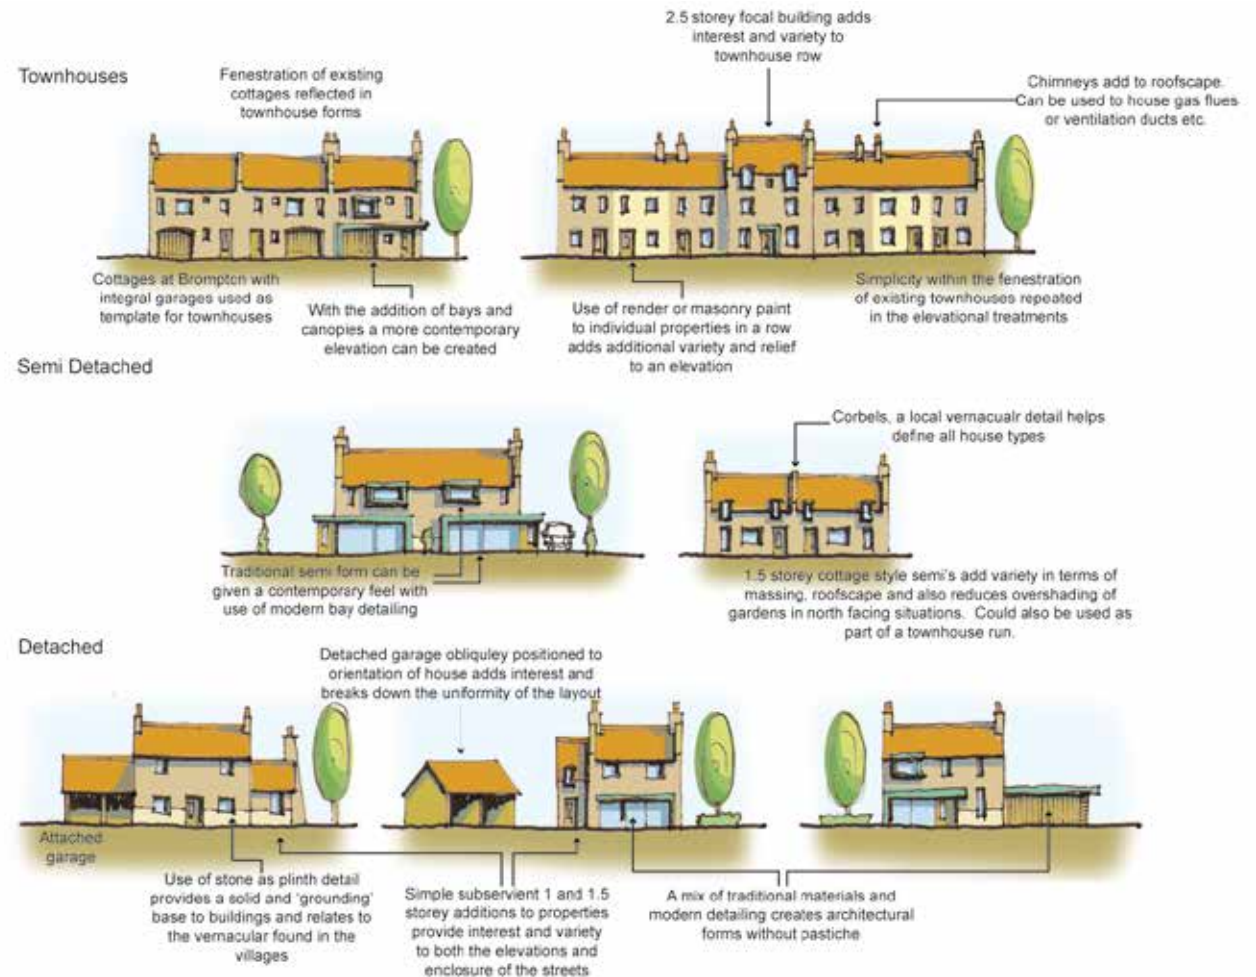 2.5 storey focal building adds
interest and variety to
townhouse row
Townhouses
Fenestration of existing
cottages reflected in
townhouse forms
Chimneys add to roofscape.
Can be used to house gas flues
or ventilation ducts etc.
Cottages at Brompton with
integral garages used as
template for townhouses
With the addition of bays and
canopies a more contemporary
elevation can be created
Use of render or masonry paint
to individual properties in a row
adds additional variety and relief
to an elevation
Simplicity within the fenestration
of existing townhouses repeated
in the elevational treatments
Semi Detached
Corbels, a local vernacualr detail helps
define all house types
Traditional semi form can be
given a contemporary feel with
use of modern bay detailing
1.5 storey cottage style semi's add variety in terms of
massing, roofscape and also reduces overshading of
gardens in north facing situations. Could also be used as
part of a townhouse run.
Detached
Detached garage obliquley positioned to
orientation of house adds interest and
breaks down the uniformity of the layout
Attached
garage
Use of stone as plinth detail
provides a solid and 'grounding'
base to buildings and relates to
the vernacular found in the
villages
Simple subservient 1 and 1.5
storey additions to properties
provide interest and variety
to both the elevations and
enclosure of the streets
A mix of traditional materials and
modern detailing creates architectural
forms without pastiche